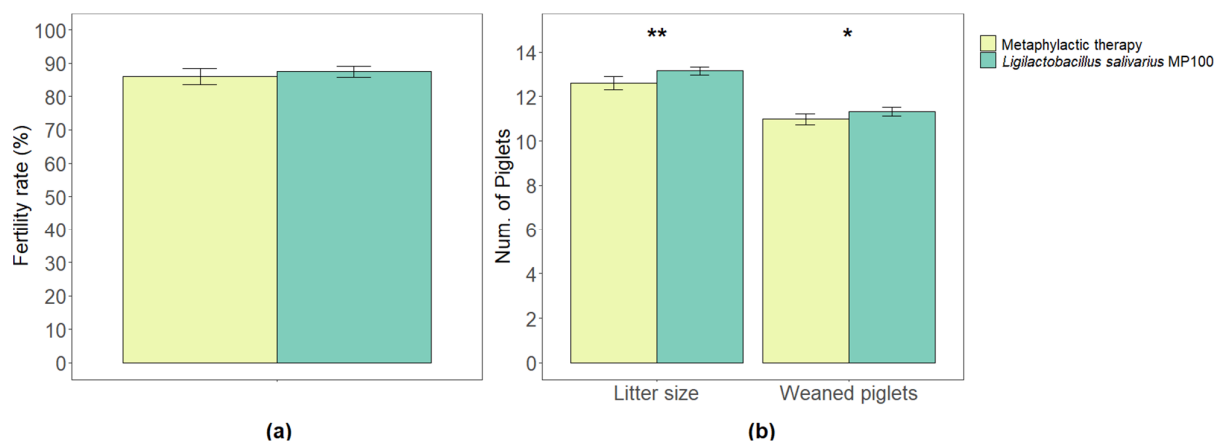 Fertility rate (%)
100
90
80
70
60
50
40
30
20
10
0
(a)
Num. of Piglets
14
12
10
8
6
4
2
0
**
*
Litter size
Weaned piglets
(b)
Metaphylactic therapy
Ligilactobacillus salivarius MP100